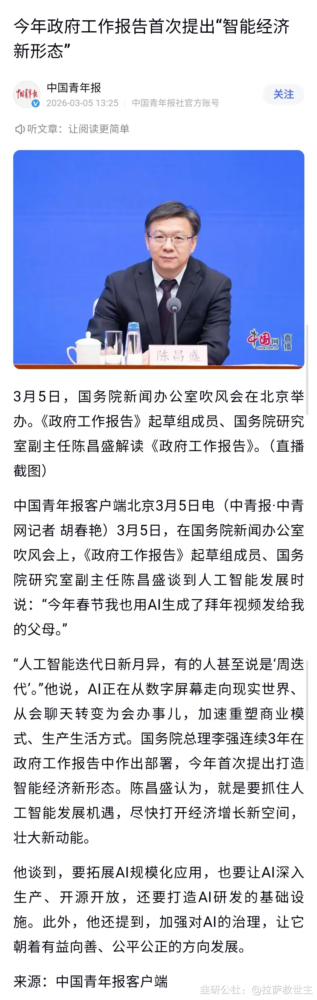 今年政府工作报告首次提出“智能经济
新形态”
中国青年报
中国青年报
2026-03-05 13:25
中国青年报社官方账号
关注
听文章：让阅读更简单
陈昌盛
中国网
china.com.cn
直播
3月5日，国务院新闻办公室吹风会在北京举
办。《政府工作报告》起草组成员、国务院研究
室副主任陈昌盛解读《政府工作报告》。（直播
截图）
中国青年报客户端北京3月5日电（中青报·中青
网记者 胡春艳）3月5日，在国务院新闻办公室
吹风会上，《政府工作报告》起草组成员、国务
院研究室副主任陈昌盛谈到人工智能发展时
说：“今年春节我也用AI生成了拜年视频发给我
的父母。”
“人工智能迭代日新月异，有的人甚至说是‘周迭
代’。”他说，AI正在从数字屏幕走向现实世界、
从会聊天转变为会办事儿，加速重塑商业模
式、生产生活方式。国务院总理李强连续3年在
政府工作报告中作出部署，今年首次提出打造
智能经济新形态。陈昌盛认为，就是要抓住人
工智能发展机遇，尽快打开经济增长新空间，
壮大新动能。
他谈到，要拓展AI规模化应用，也要让AI深入
生产、开源开放，还要打造AI研发的基础设
施。此外，他还提到，加强对AI的治理，让它
朝着有益向善、公平公正的方向发展。
来源：中国青年报客户端
韭研公社：@拉萨救世主